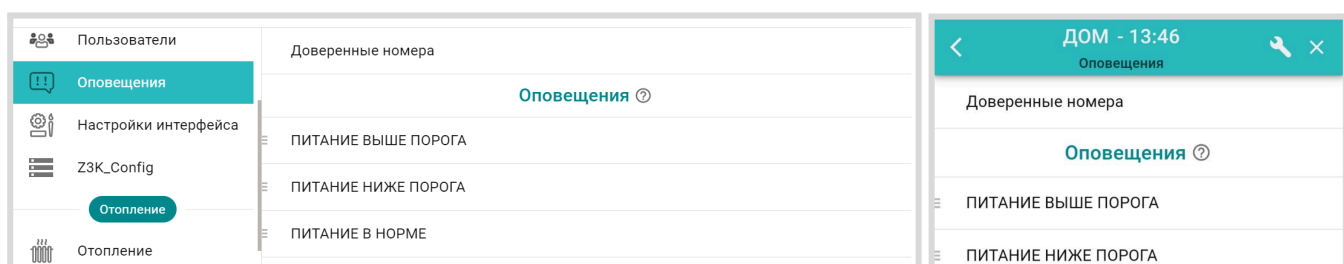 Пользователи
Оповещения
Настройки интерфейса
Z3K_Config
Отопление
Отопление
Доверенные номера
Оповещения ?
ПИТАНИЕ ВЫШЕ ПОРОГА
ПИТАНИЕ НИЖЕ ПОРОГА
ПИТАНИЕ В НОРМЕ
ДОМ - 13:46
Оповещения
Доверенные номера
Оповещения ?
ПИТАНИЕ ВЫШЕ ПОРОГА
ПИТАНИЕ НИЖЕ ПОРОГА